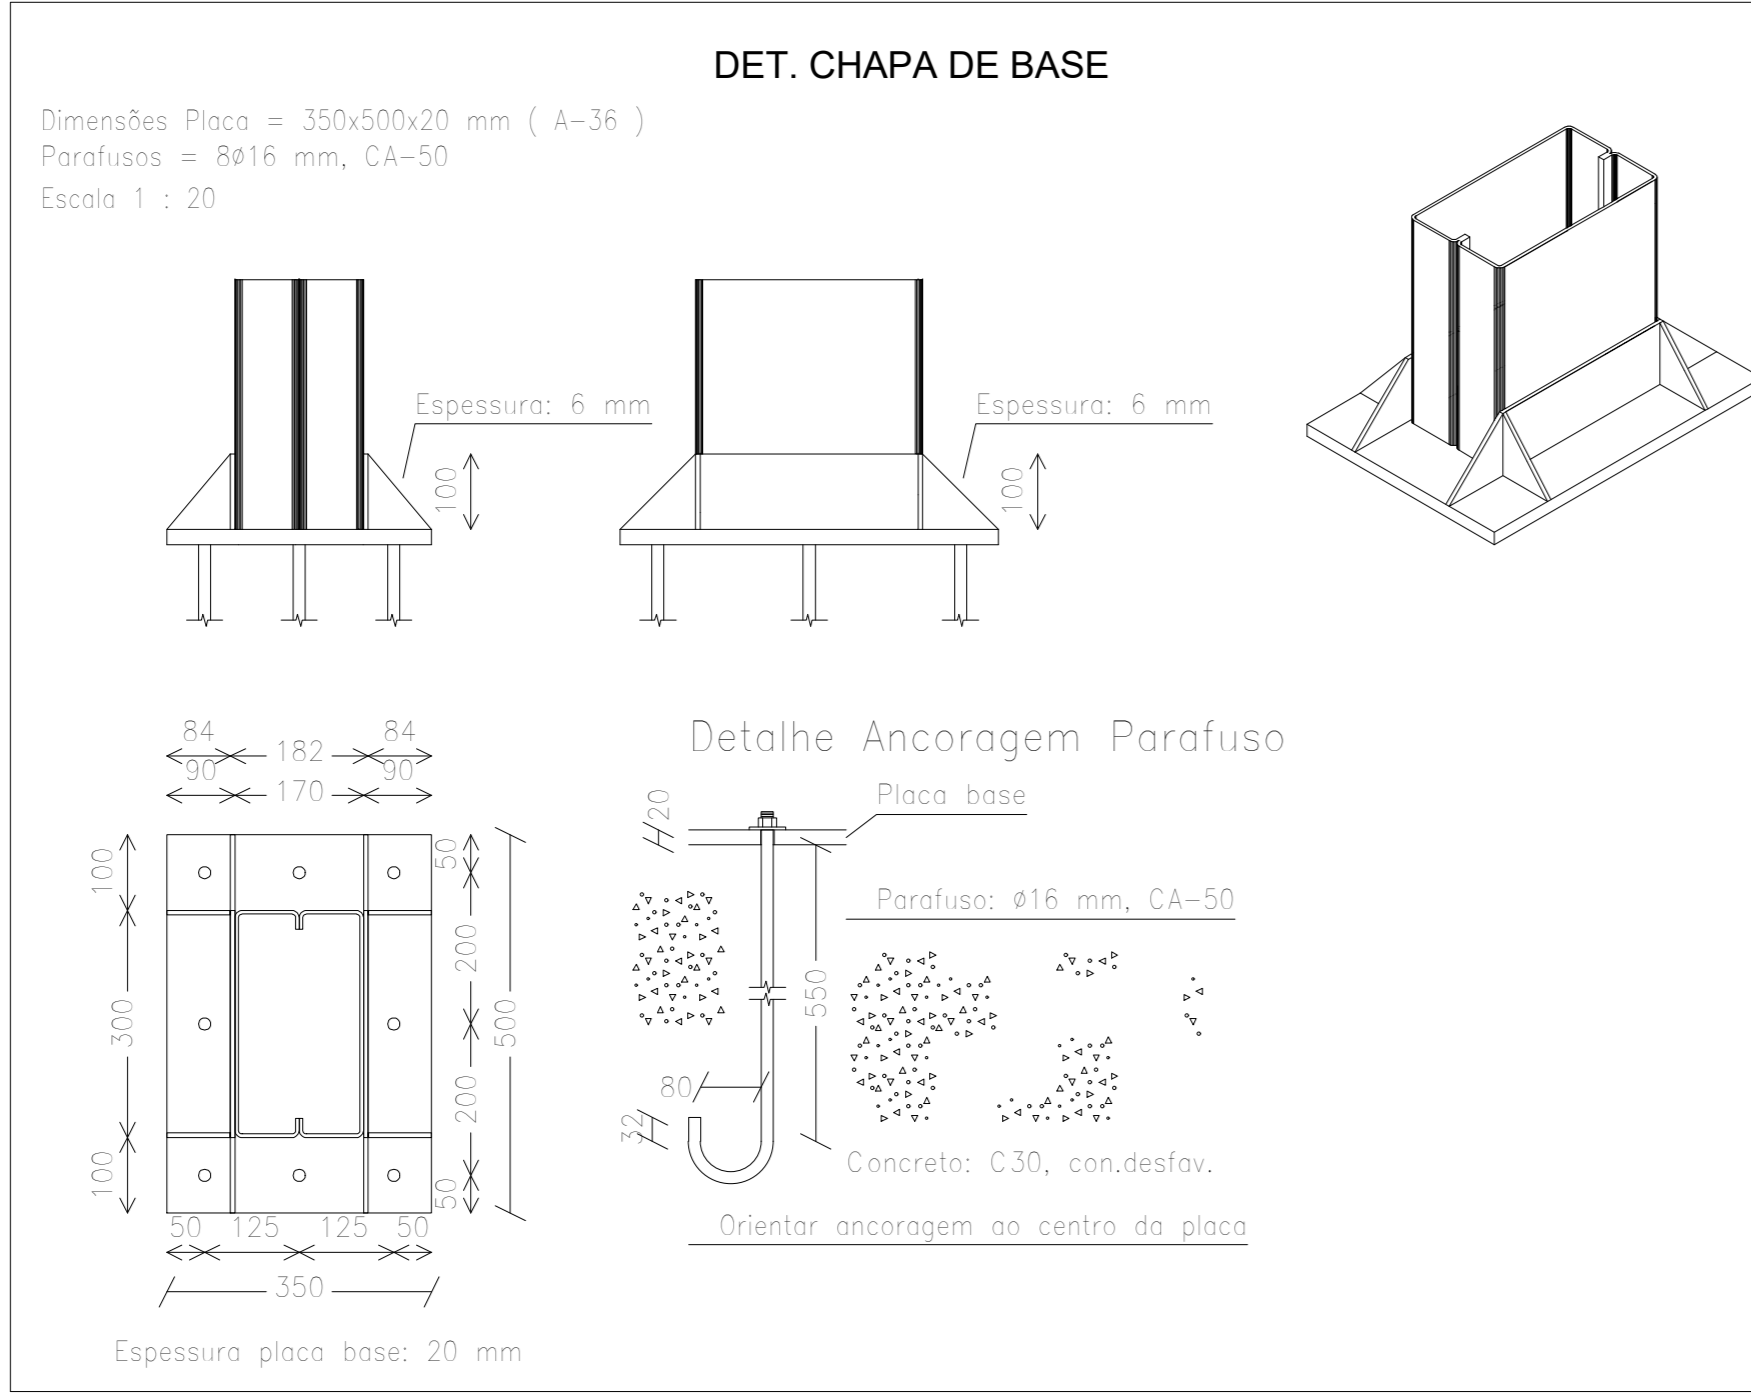 DET. CHAPA DE BASE
Dimensões Placa = 350x500x20 mm ( A-36 )
Parafusos = 8ø16 mm, CA-50
Escala 1 : 20
Espessura: 6 mm
100
Espessura: 6 mm
100
84 182 84
90 170 90
100
300
100
50
200
200
50
500
50 125 125 50
350
Espessura placa base: 20 mm
Detalhe Ancoragem Parafuso
20
Placa base
Parafuso: ø16 mm, CA-50
550
80
32
Concreto: C30, con.desfav.
Orientar ancoragem ao centro da placa